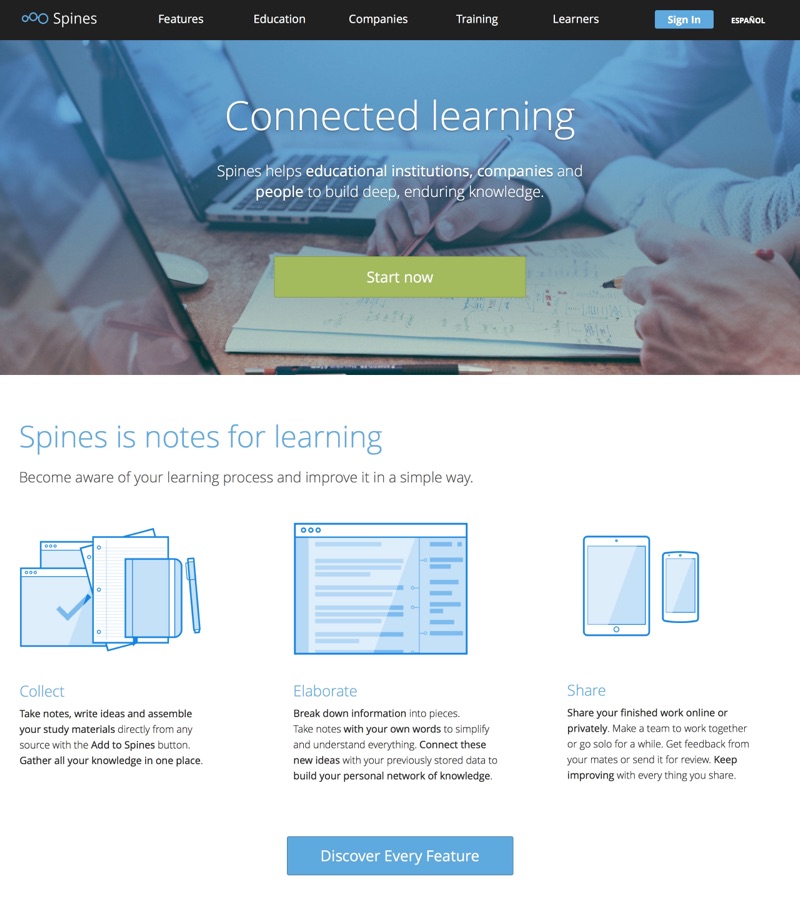 Spines
Features
Education
Companies
Training
Learners
Sign In
ESPAÑOL
Connected learning
Spines helps educational institutions, companies and
people to build deep, enduring knowledge.
Start now
Spines is notes for learning
Become aware of your learning process and improve it in a simple way.
Collect
Take notes, write ideas and assemble
your study materials directly from any
source with the Add to Spines button.
Gather all your knowledge in one place.
Elaborate
Break down information into pieces.
Take notes with your own words to simplify
and understand everything. Connect these
new ideas with your previously stored data to
build your personal network of knowledge.
Share
Share your finished work online or
privately. Make a team to work together
or go solo for a while. Get feedback from
your mates or send it for review. Keep
improving with every thing you share.
Discover Every Feature